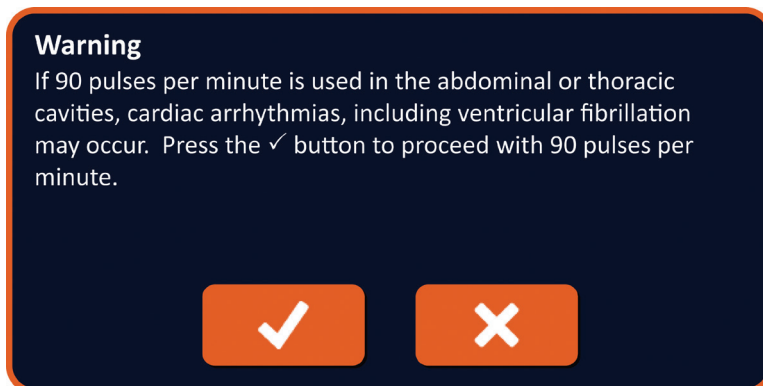 Warning
If 90 pulses per minute is used in the abdominal or thoracic
cavities, cardiac arrhythmias, including ventricular fibrillation
may occur.  Press the ✓ button to proceed with 90 pulses per
minute.